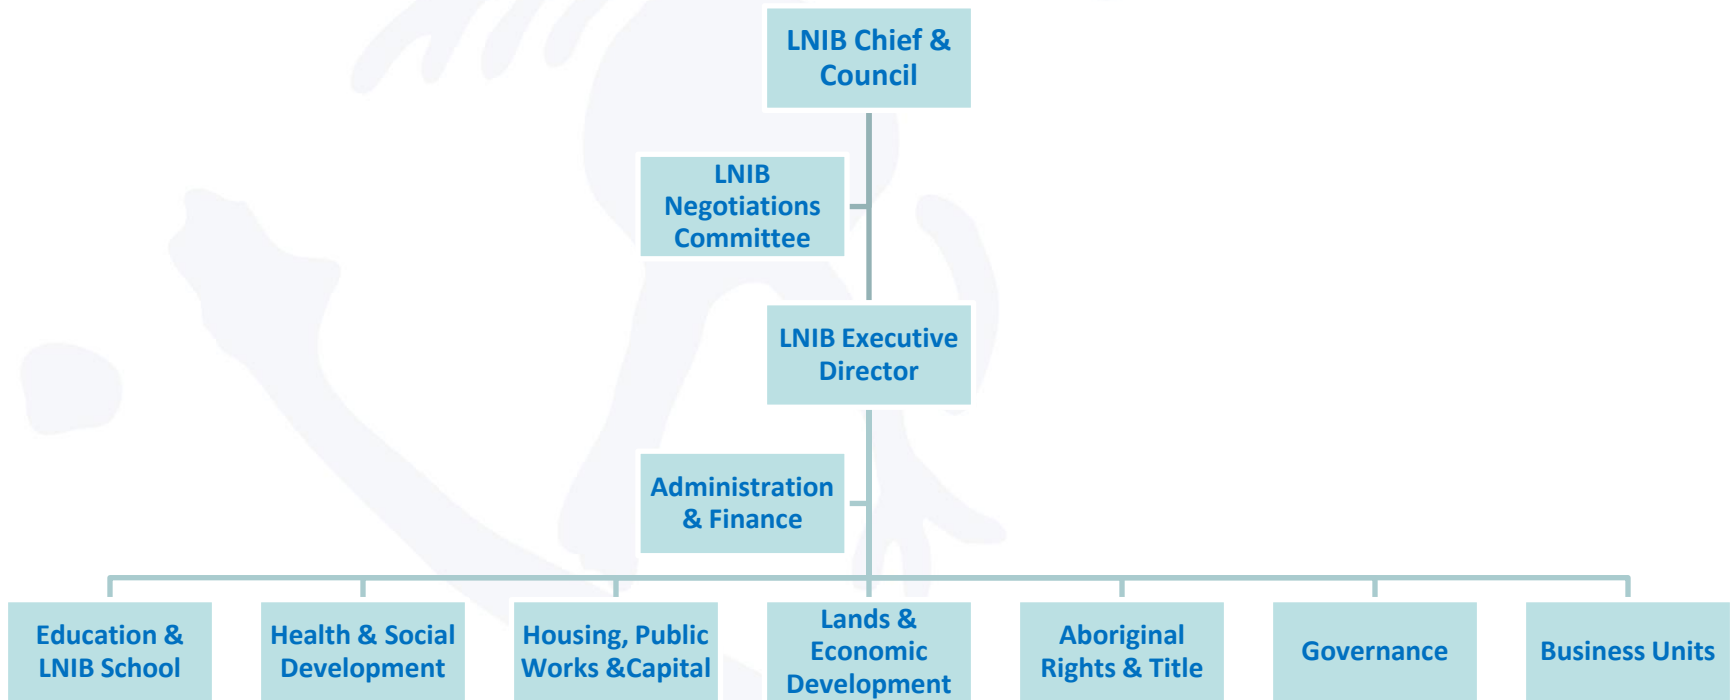 LNIB Chief &
Council
LNIB
Negotiations
Committee
LNIB Executive
Director
Administration
& Finance
Education &
LNIB School
Health & Social
Development
Housing, Public
Works &Capital
Lands &
Economic
Development
Aboriginal
Rights & Title
Governance
Business Units